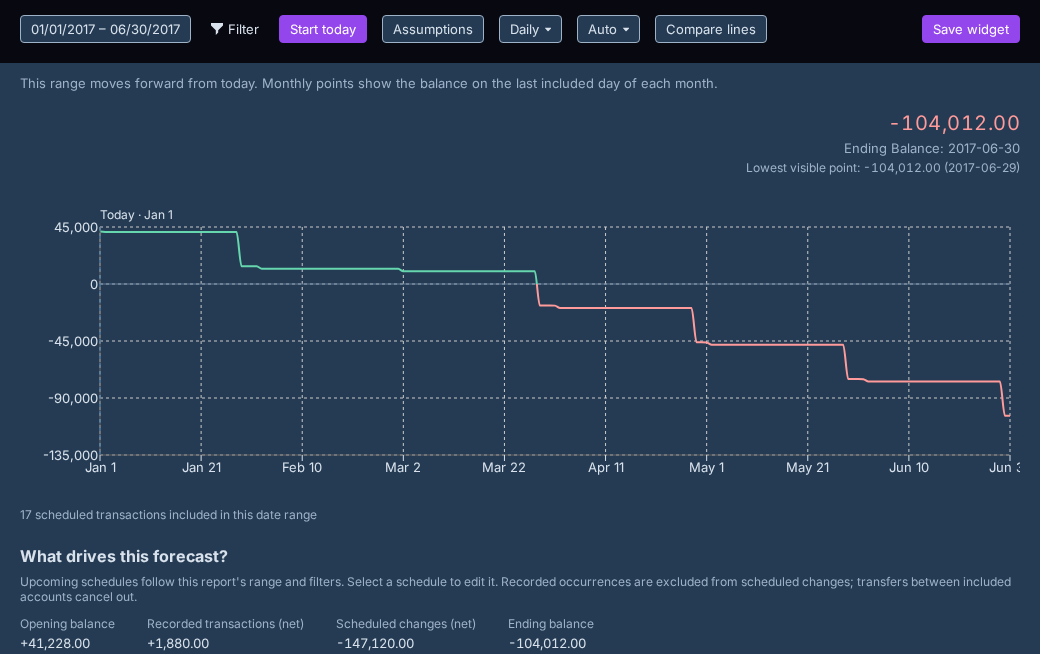 01/01/2017 – 06/30/2017
Filter
Start today
Assumptions
Daily
Auto
Compare lines
Save widget
This range moves forward from today. Monthly points show the balance on the last included day of each month.
-104,012.00
Ending Balance: 2017-06-30
Lowest visible point: -104,012.00 (2017-06-29)
Today · Jan 1
45,000
0
-45,000
-90,000
-135,000
Jan 1
Jan 21
Feb 10
Mar 2
Mar 22
Apr 11
May 1
May 21
Jun 10
Jun 3
17 scheduled transactions included in this date range
What drives this forecast?
Upcoming schedules follow this report's range and filters. Select a schedule to edit it. Recorded occurrences are excluded from scheduled changes; transfers between included
accounts cancel out.
Opening balance
Recorded transactions (net)
Scheduled changes (net)
Ending balance
+41,228.00
+1,880.00
-147,120.00
-104,012.00